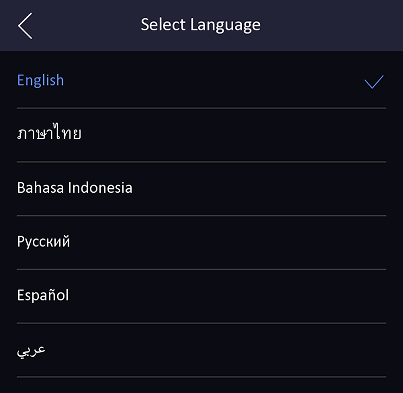 Select Language
English
ภาษาไทย
Bahasa Indonesia
Русский
Español
عربي